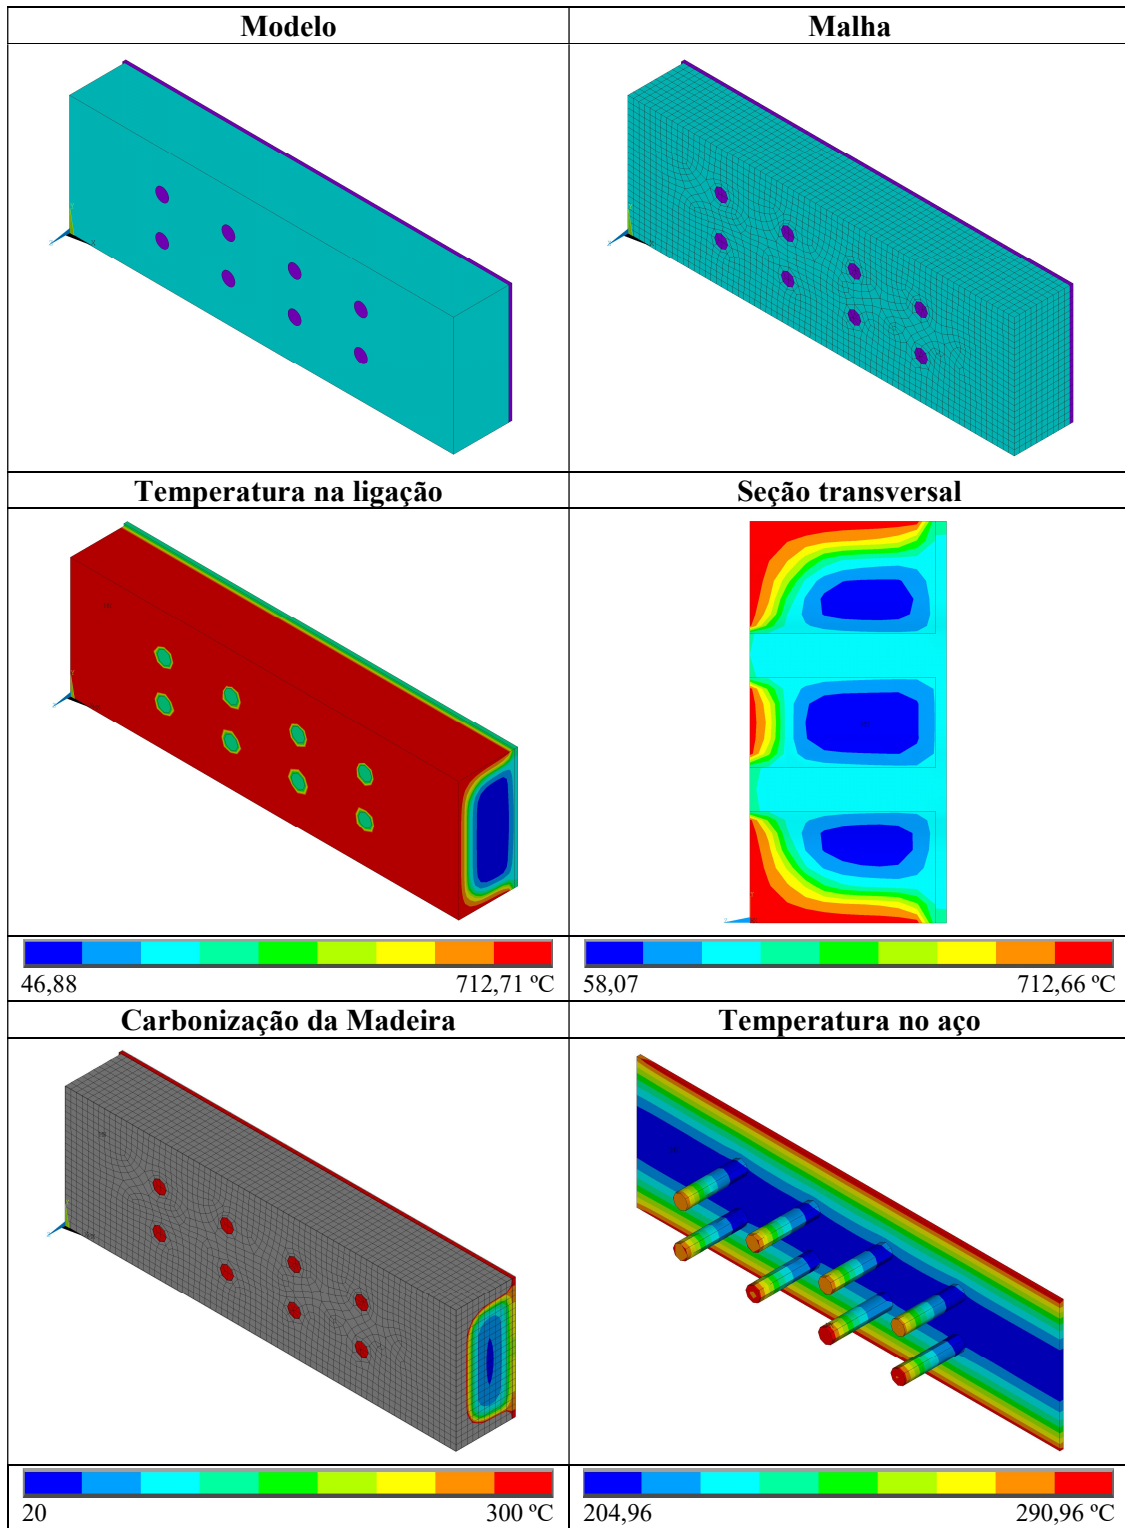 Modelo
Malha
Temperatura na ligação
Seção transversal
46,88
712,71 ºC
58,07
712,66 ºC
Carbonização da Madeira
Temperatura no aço
20
300 ºC
204,96
290,96 ºC